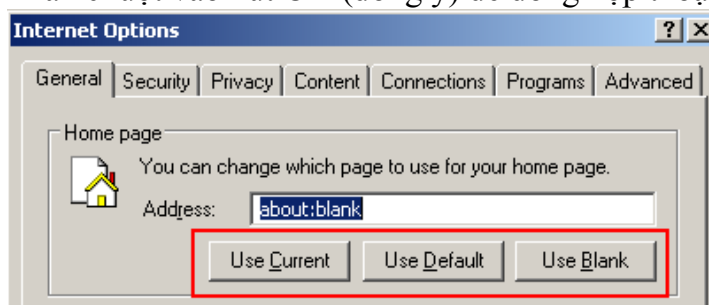 Internet Options
General Security Privacy Content Connections Programs Advanced
Home page
You can change which page to use for your home page.
Address: about:blank
Use Current Use Default Use Blank